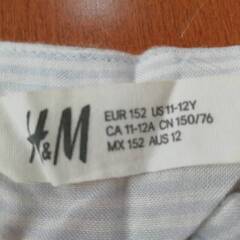 H&M
EUR 152 US 11-12Y
CA 11-12A CN 150/76
MX 152 AUS 12